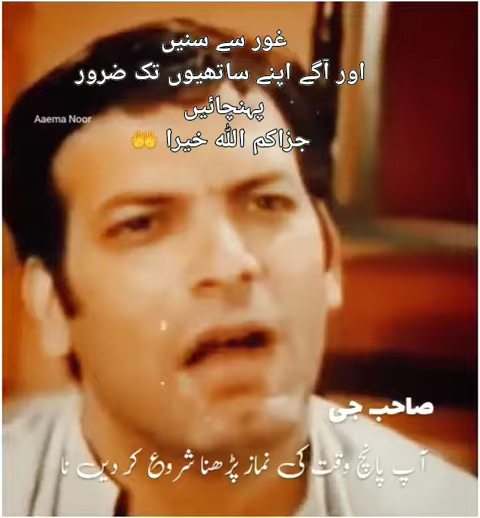 غور سے سنیں
اور آگے اپنے ساتھیوں تک ضرور
پہنچائیں
جزاکم اللّٰہ خیرا 🤲
Aaema Noor
صاحب جی
آپ پانچ وقت کی نماز پڑھنا شروع کر دیں نا